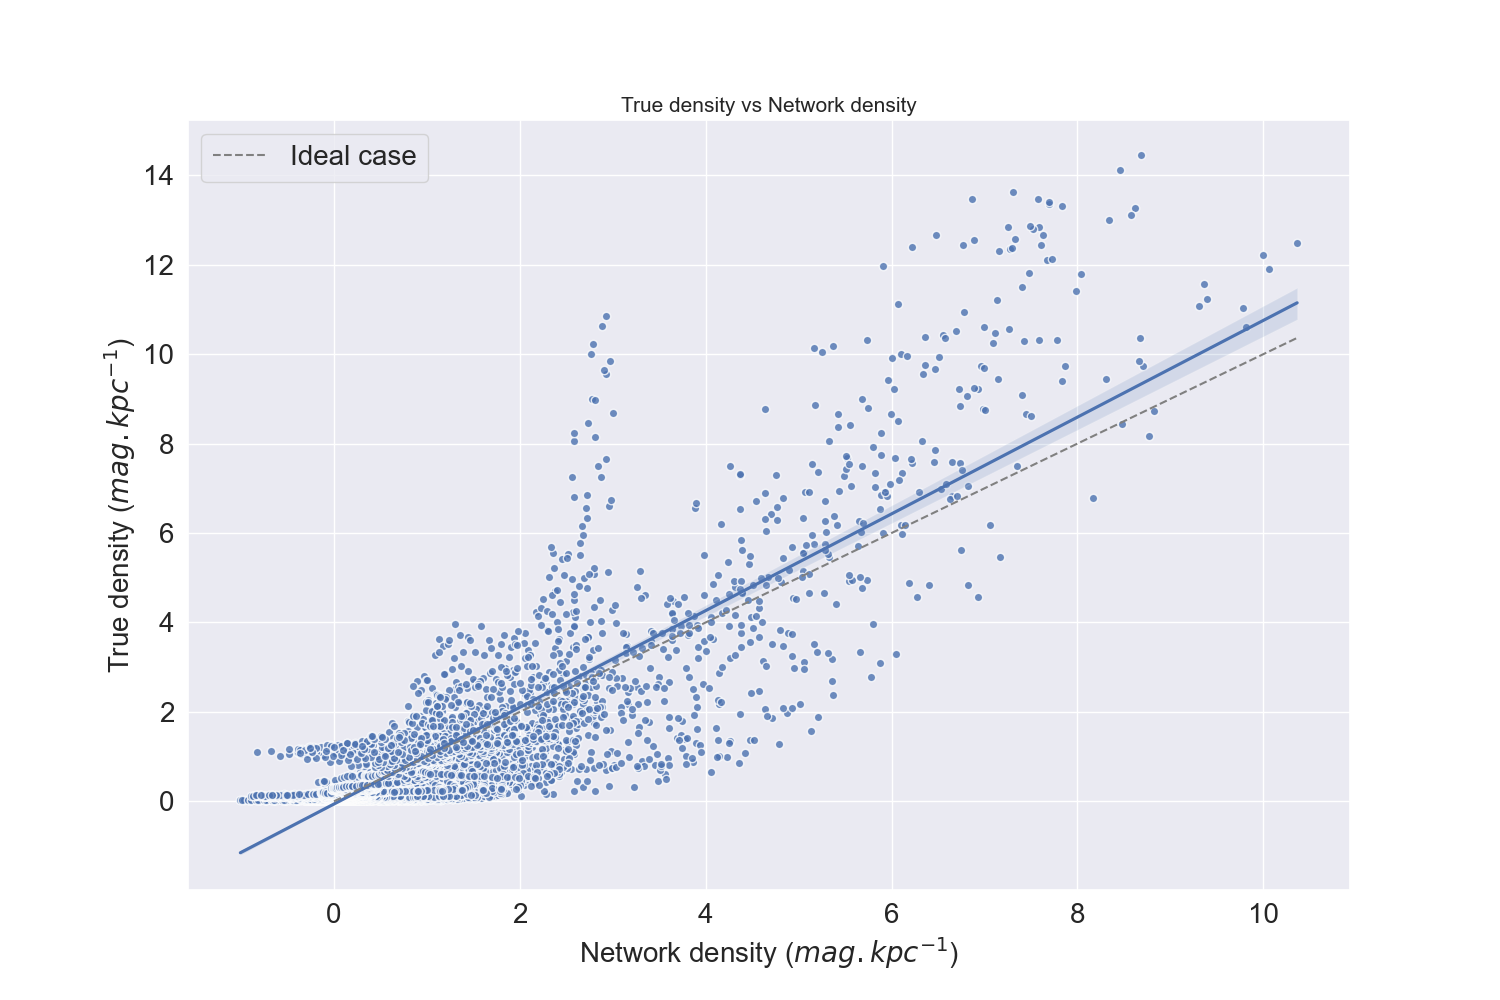 True density vs Network density
Ideal case
14
12
10
8
6
4
2
0
True density (mag. kpc⁻¹)
0 2 4 6 8 10
Network density (mag. kpc⁻¹)